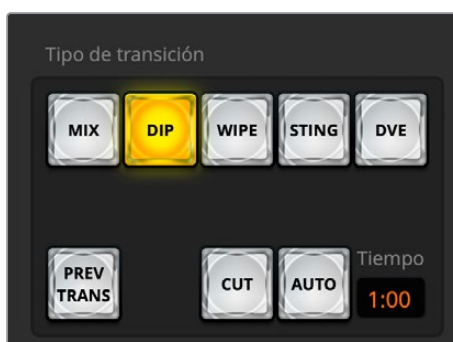 Tipo de transición
MIX DIP WIPE STING DVE
PREV
TRANS
CUT AUTO
Tiempo
1:00